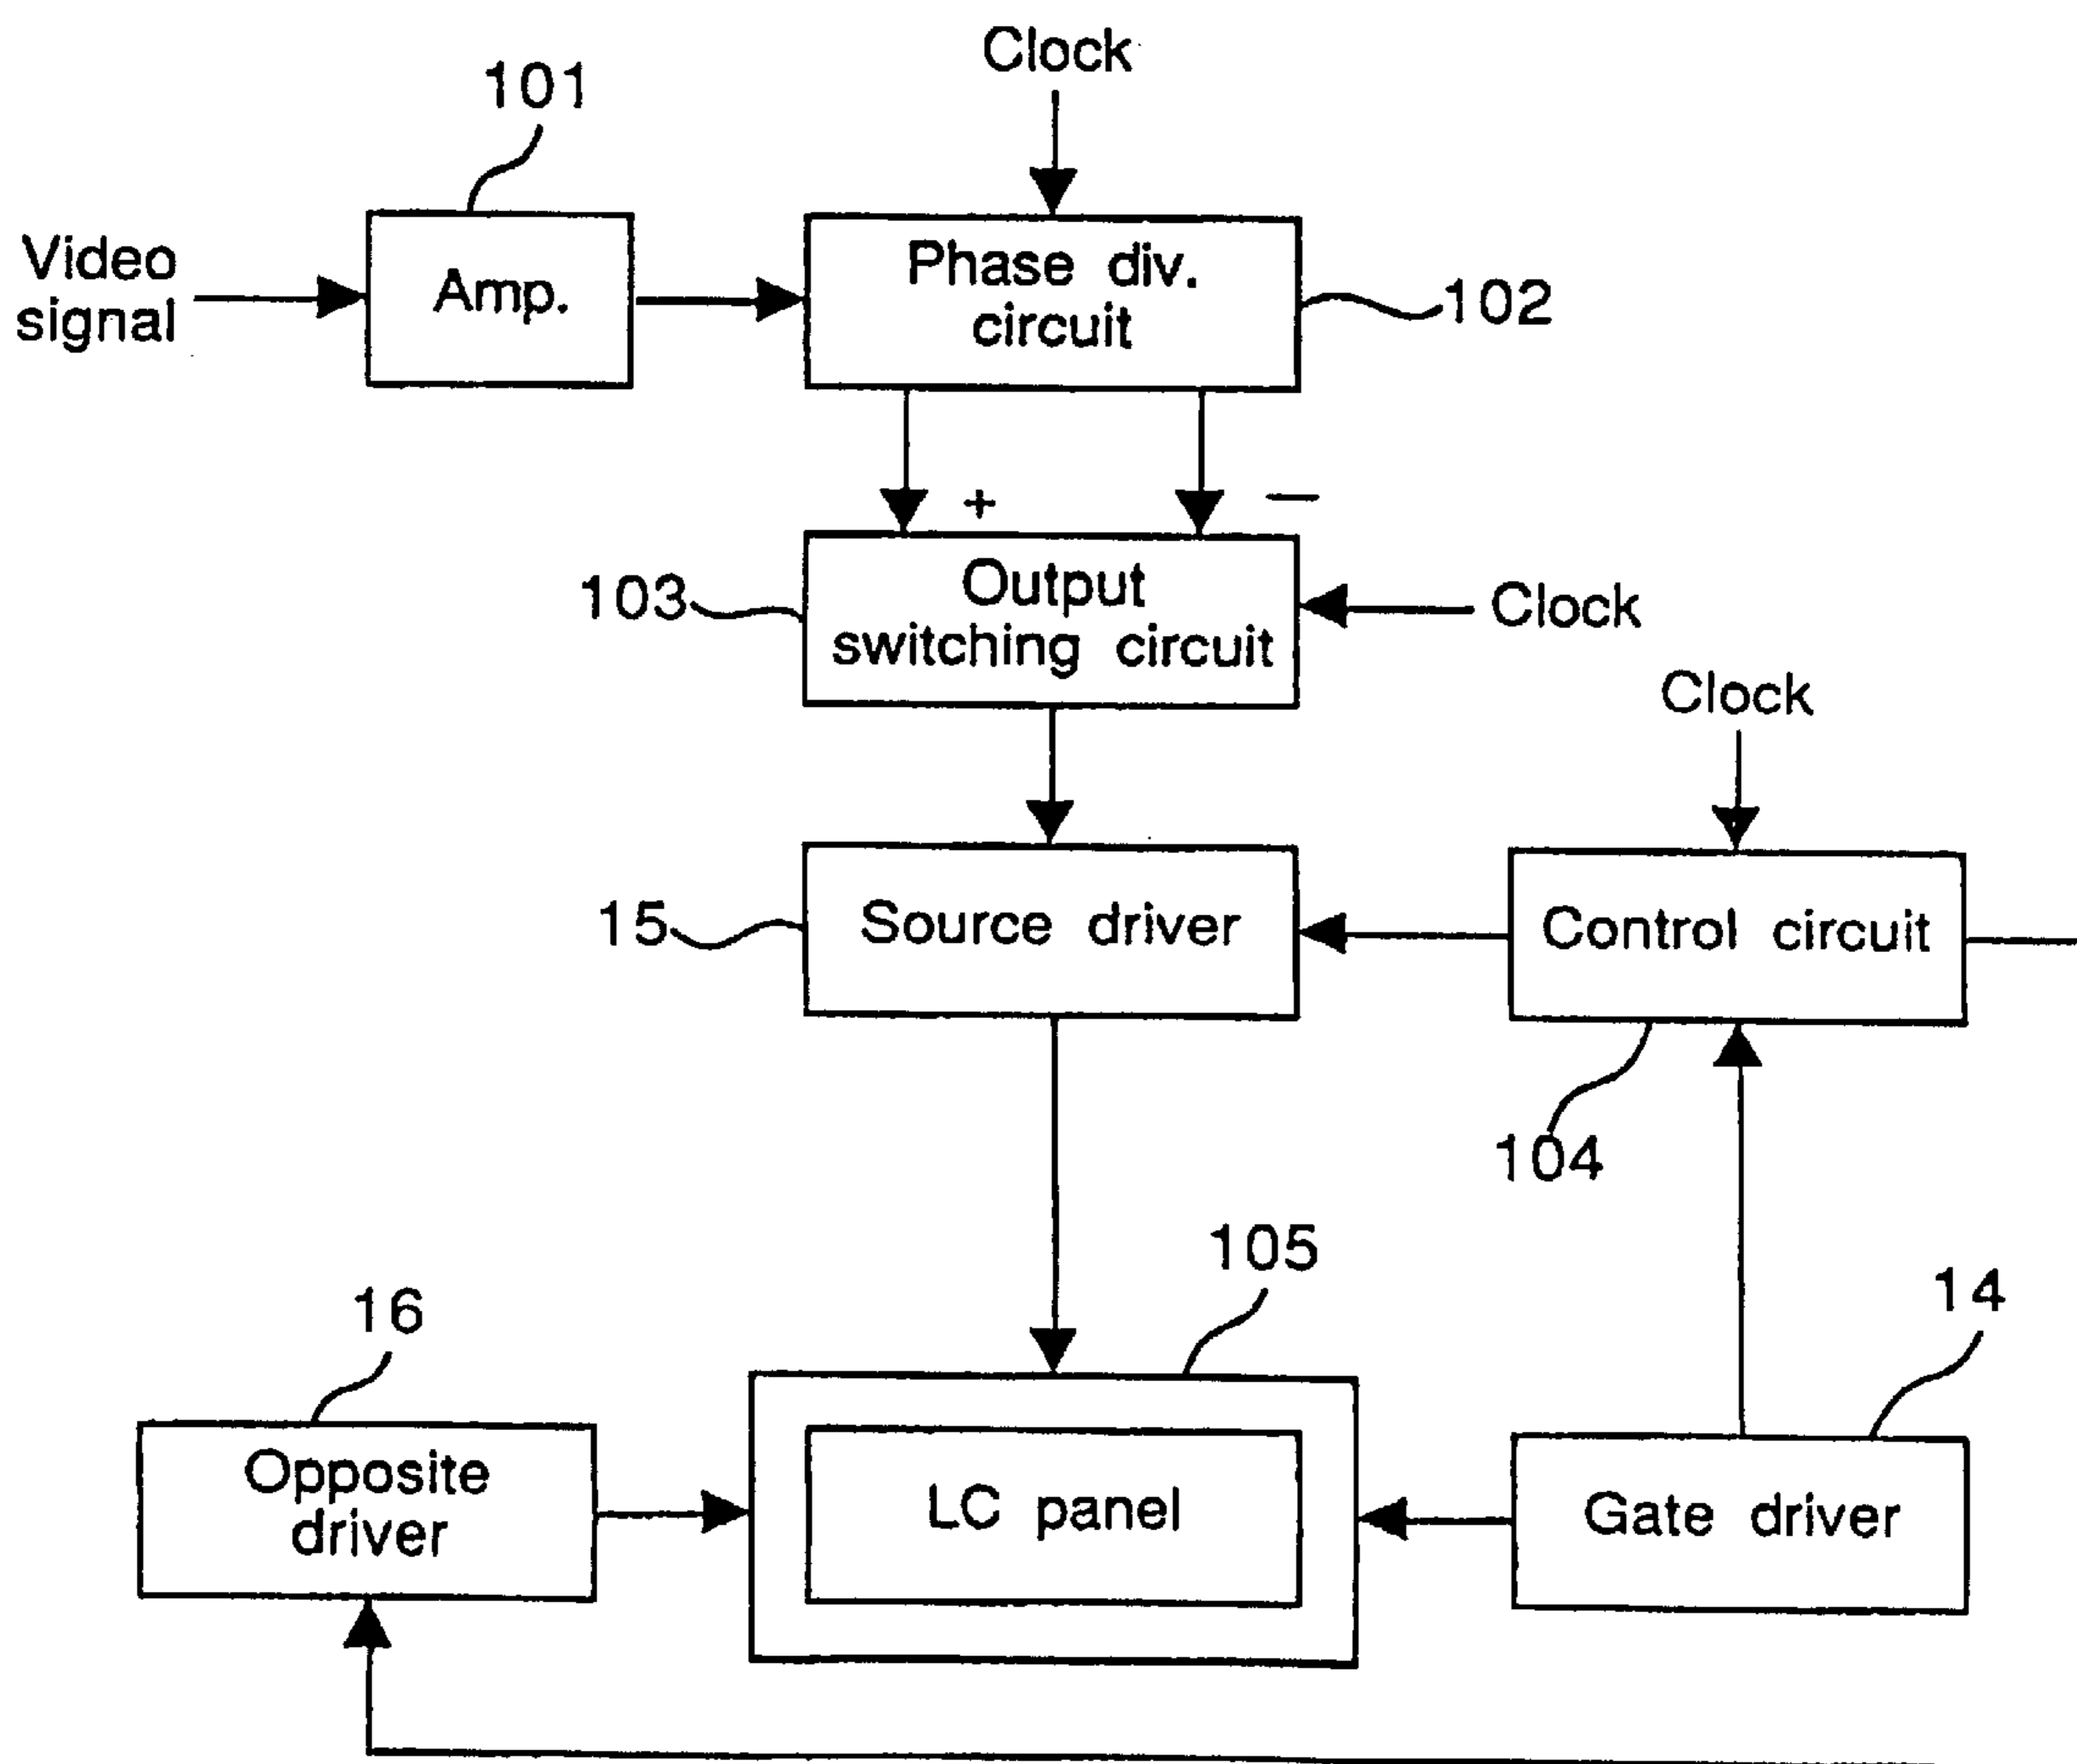 Clock
101
Video
signal
Amp.
Phase div.
circuit
102
+
—
103
Output
switching circuit
Clock
Clock
15
Source driver
Control circuit
104
105
16
14
Opposite
driver
LC panel
Gate driver